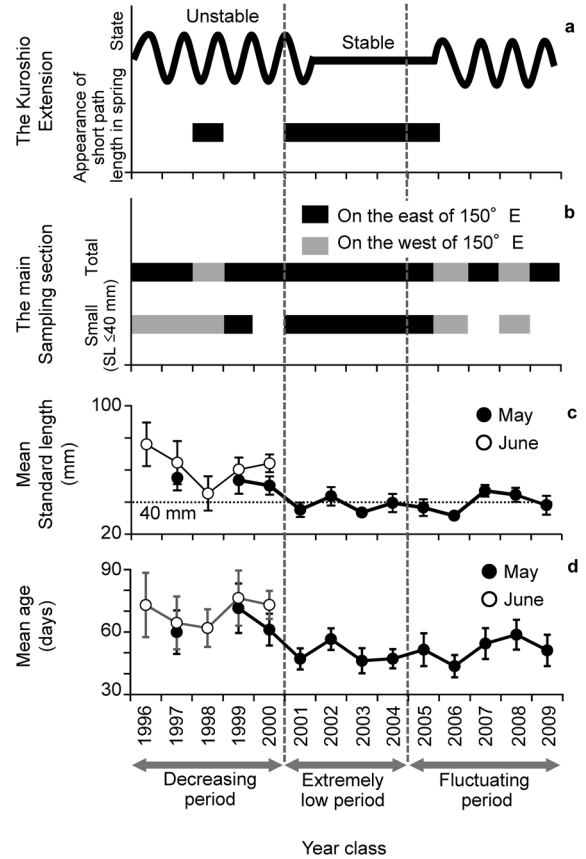 a
Unstable
Stable
The Kuroshio
Extension
State
Appearance of
short path
length in spring
b
On the east of 150° E
On the west of 150° E
The main
Sampling section
Total
Small
(SL ≤40 mm)
c
100
20
Mean
Standard length
(mm)
May
June
40 mm
d
90
60
30
Mean age
(days)
May
June
1996
1997
1998
1999
2000
2001
2002
2003
2004
2005
2006
2007
2008
2009
Decreasing
period
Extremely
low period
Fluctuating
period
Year class